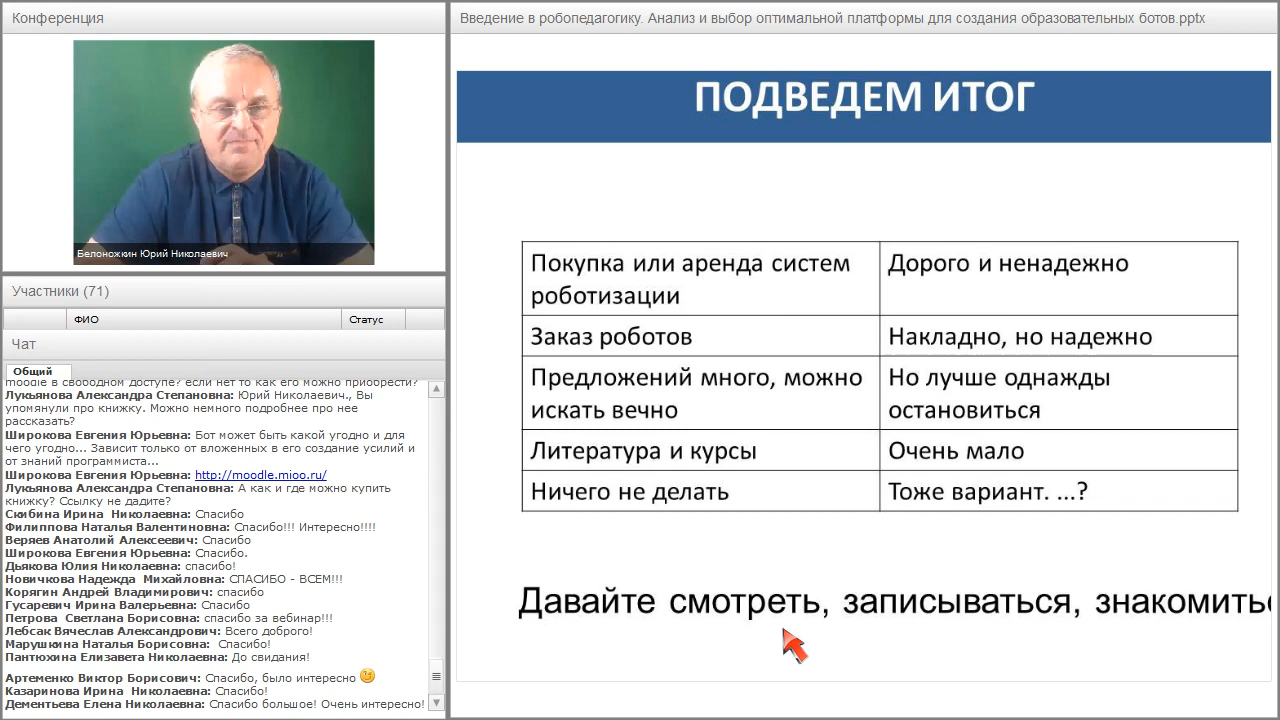 Конференция
Белоножкин Юрий Николаевич
Участники (71)
ФИО
Статус
Чат
Общий
moodle в свободном доступе? если нет то как его можно приобрести?
Лукьянова Александра Степановна: Юрий Николаевич., Вы
упомянули про книжку. Можно немного подробнее про нее
рассказать?
Широкова Евгения Юрьевна: Бот может быть какой угодно и для
чего угодно... Зависит только от вложенных в его создание усилий и
от знаний программиста...
Широкова Евгения Юрьевна: http://moodle.mioo.ru/
Лукьянова Александра Степановна: А как и где можно купить
книжку? Ссылку не дадите?
Скибина Ирина Николаевна: Спасибо
Филиппова Наталья Валентиновна: Спасибо!!! Интересно!!!!
Веряев Анатолий Алексеевич: Спасибо
Широкова Евгения Юрьевна: Спасибо.
Дьякова Юлия Николаевна: спасибо!
Новичкова Надежда Михайловна: СПАСИБО - ВСЕМ!!!
Корягин Андрей Владимирович: спасибо
Гусаревич Ирина Валерьевна: Спасибо
Петрова Светлана Борисовна: спасибо за вебинар!!!
Лебсак Вячеслав Александрович: Всего доброго!
Марушкина Наталья Борисовна: Спасибо!
Пантюхина Елизавета Николаевна: До свидания!
Артеменко Виктор Борисович: Спасибо, было интересно
Казаринова Ирина Николаевна: Спасибо!
Дементьева Елена Николаевна: Спасибо большое! Очень интересно!
Введение в робопедагогику. Анализ и выбор оптимальной платформы для создания образовательных ботов.pptx
ПОДВЕДЕМ ИТОГ
Покупка или аренда систем
роботизации
Дорого и ненадежно
Заказ роботов
Накладно, но надежно
Предложений много, можно
искать вечно
Но лучше однажды
остановиться
Литература и курсы
Очень мало
Ничего не делать
Тоже вариант. ...?
Давайте смотреть, записываться, знакомитьс